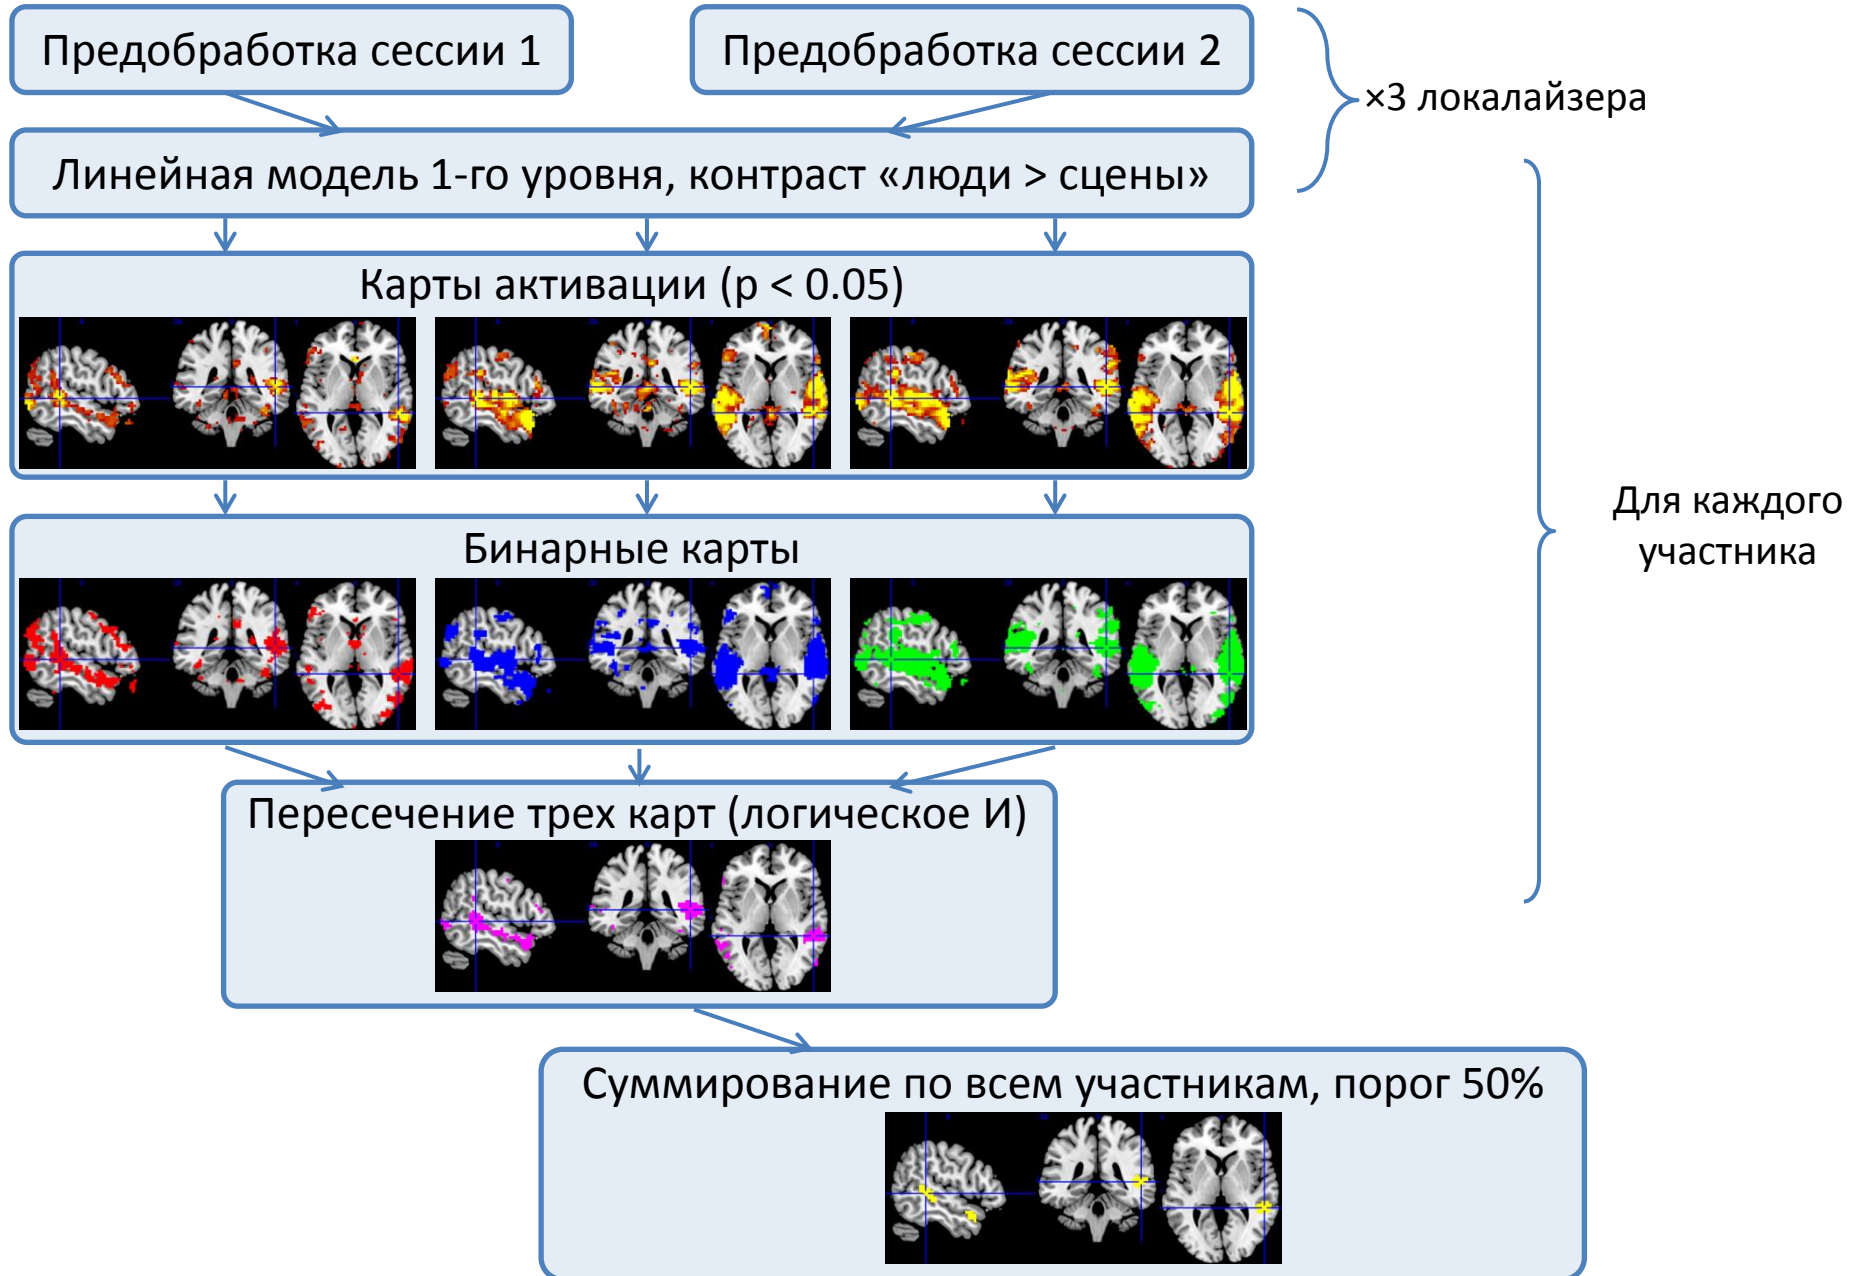 Предобработка сессии 1
Предобработка сессии 2
×3 локалайзера
Линейная модель 1-го уровня, контраст «люди > сцены»
Карты активации (p < 0.05)
Для каждого
участника
Бинарные карты
Пересечение трех карт (логическое И)
Суммирование по всем участникам, порог 50%